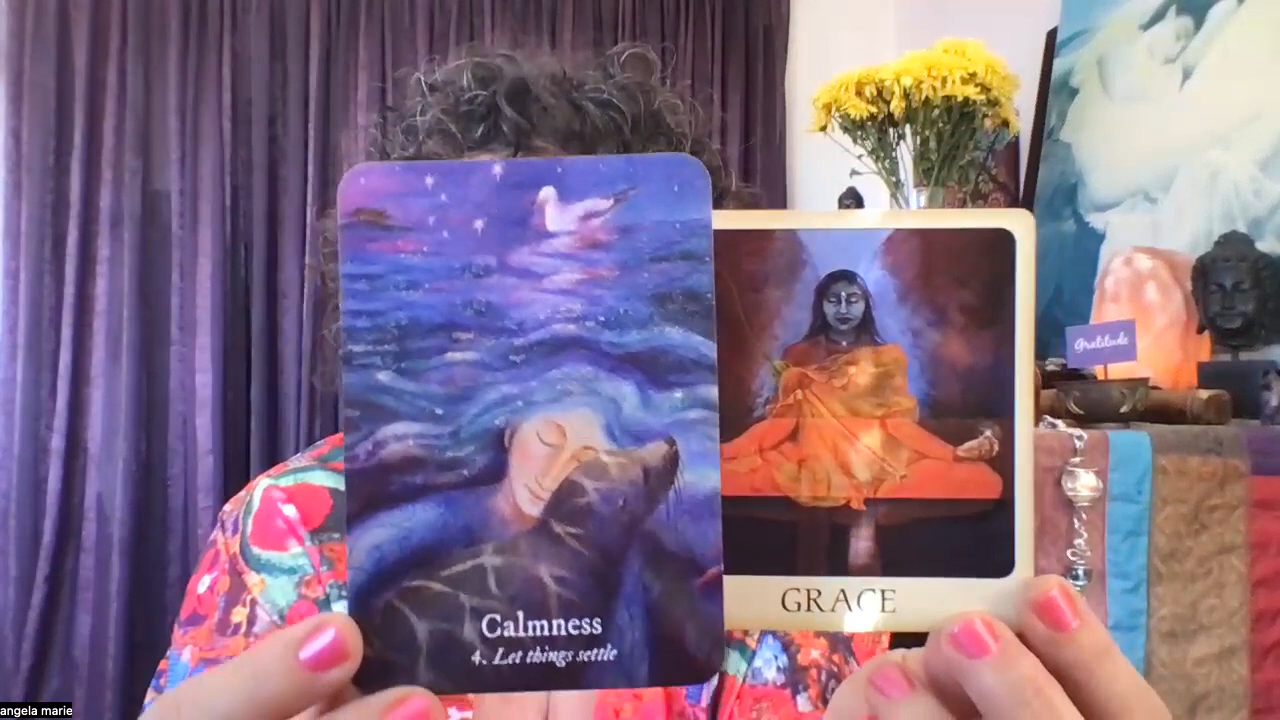 Calmness
4. Let things settle
GRACE
Gratitude
angela marie